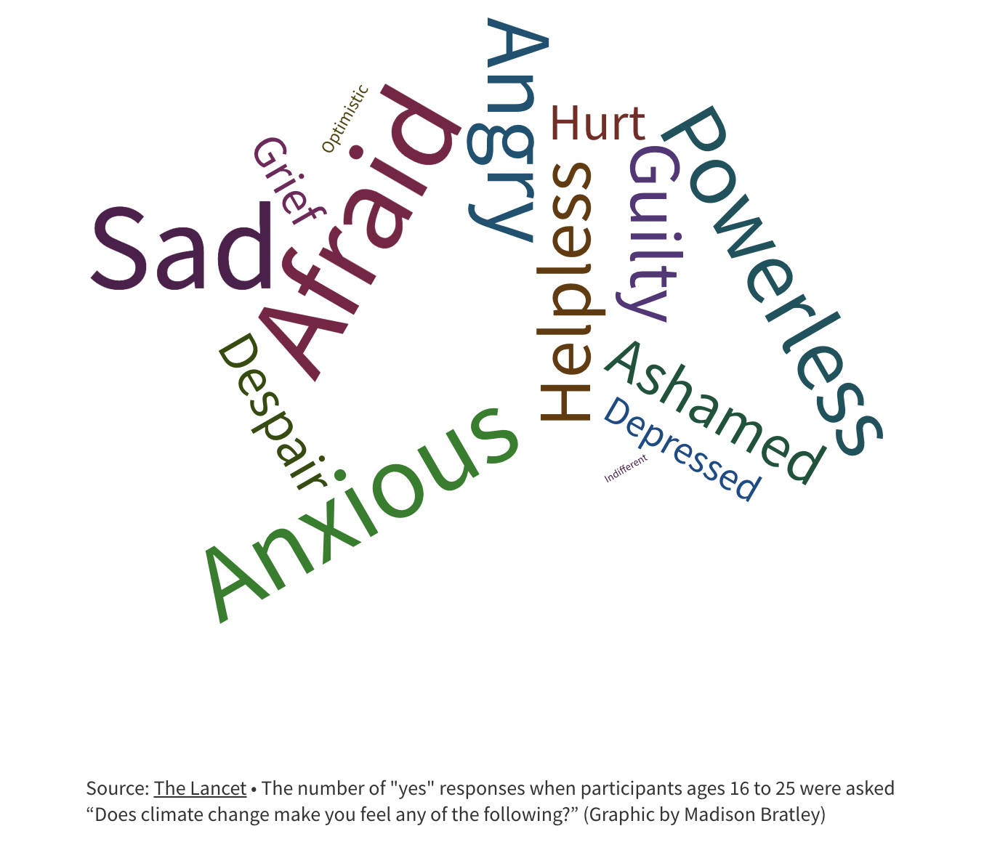 Angry
Optimistic
Afraid
Hurt
Powerless
Grief
Guilty
Sad
Helpless
Despair
Ashamed
Depressed
Anxious
Indifferent
Source: The Lancet • The number of "yes" responses when participants ages 16 to 25 were asked
“Does climate change make you feel any of the following?” (Graphic by Madison Bratley)